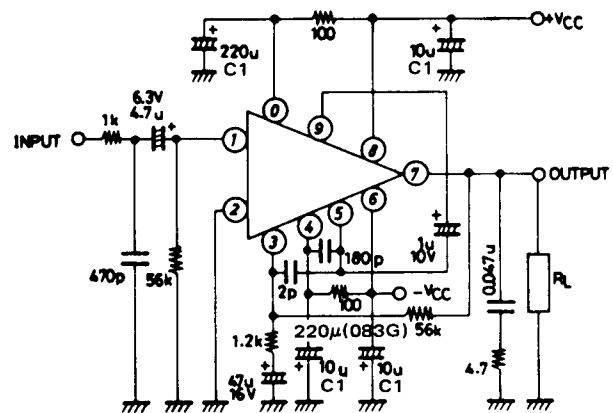 +VCC
+
220u
C1
100
+
10u
C1
6.3V
4.7u
+
1k
INPUT
0
9
1
8
7
OUTPUT
2
6
5
4
3
+
1u
10V
180p
2p
470p
56k
0.047u
RL
-VCC
100
1.2k
220μ(083G)
56k
4.7
47u
16V
+
10u
C1
+
10u
C1
+